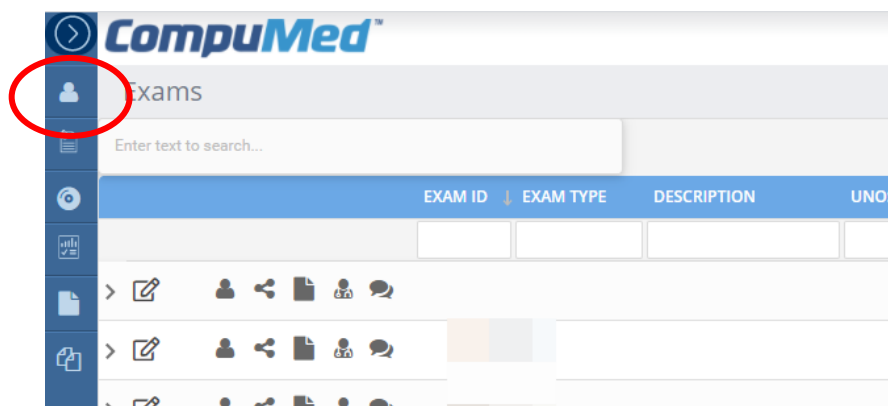 CompuMed™
Exams
Enter text to search...
EXAM ID ↓ EXAM TYPE DESCRIPTION UNO